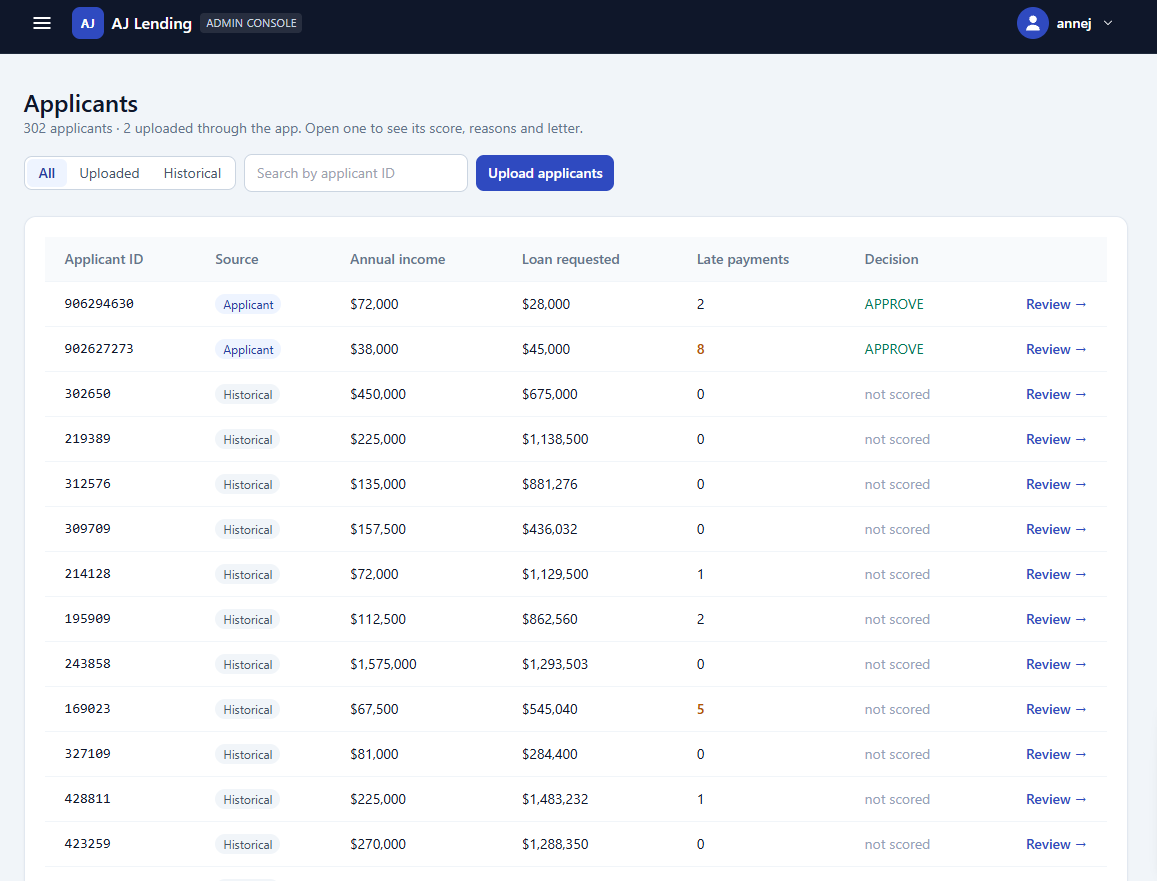 AJ AJ Lending ADMIN CONSOLE annej
Applicants
302 applicants · 2 uploaded through the app. Open one to see its score, reasons and letter.
All Uploaded Historical Search by applicant ID Upload applicants
Applicant ID Source Annual income Loan requested Late payments Decision
906294630 Applicant $72,000 $28,000 2 APPROVE Review →
902627273 Applicant $38,000 $45,000 8 APPROVE Review →
302650 Historical $450,000 $675,000 0 not scored Review →
219389 Historical $225,000 $1,138,500 0 not scored Review →
312576 Historical $135,000 $881,276 0 not scored Review →
309709 Historical $157,500 $436,032 0 not scored Review →
214128 Historical $72,000 $1,129,500 1 not scored Review →
195909 Historical $112,500 $862,560 2 not scored Review →
243858 Historical $1,575,000 $1,293,503 0 not scored Review →
169023 Historical $67,500 $545,040 5 not scored Review →
327109 Historical $81,000 $284,400 0 not scored Review →
428811 Historical $225,000 $1,483,232 1 not scored Review →
423259 Historical $270,000 $1,288,350 0 not scored Review →